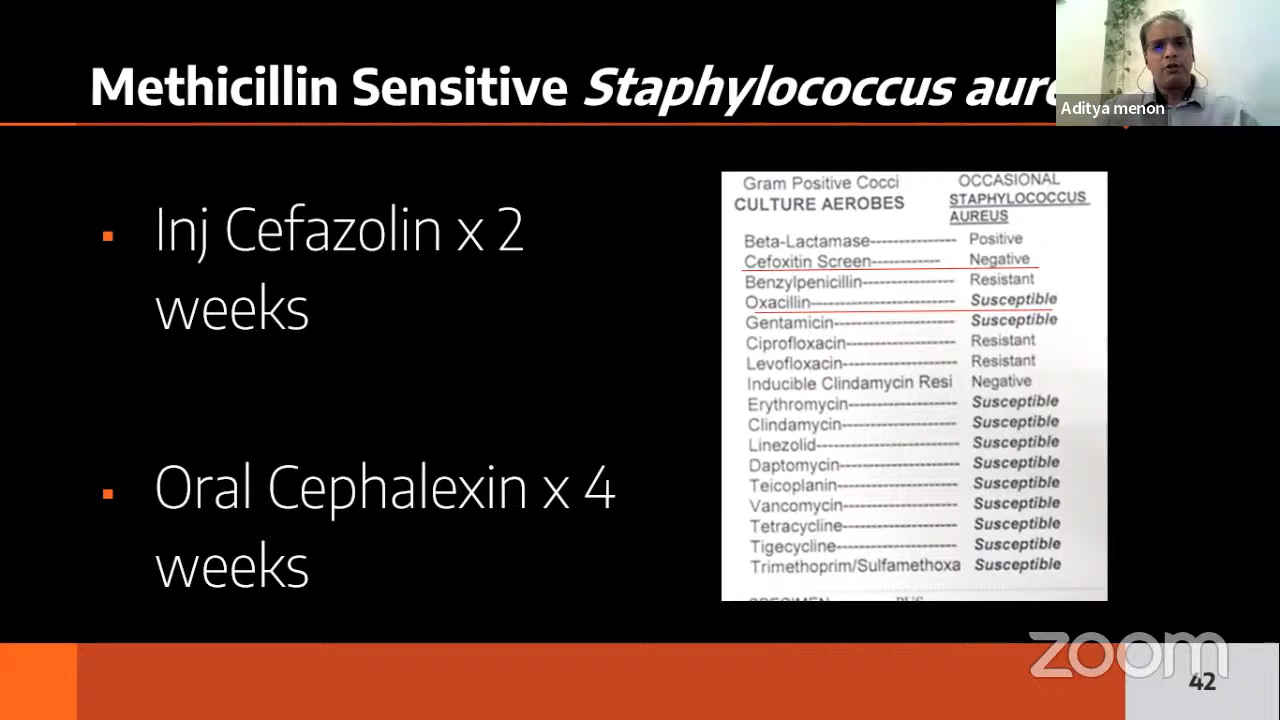 Methicillin Sensitive Staphylococcus aure
Aditya menon
Inj Cefazolin x 2
weeks
Oral Cephalexin x 4
weeks
Gram Positive Cocci OCCASIONAL
CULTURE AEROBES STAPHYLOCOCCUS
AUREUS
Beta-Lactamase--------------- Positive
Cefoxitin Screen------------ Negative
Benzylpenicillin---------------- Resistant
Oxacillin------------------------- Susceptible
Gentamicin--------------------- Susceptible
Ciprofloxacin------------------- Resistant
Levofloxacin-------------------- Resistant
Inducible Clindamycin Resi Negative
Erythromycin------------------- Susceptible
Clindamycin-------------------- Susceptible
Linezolid------------------------- Susceptible
Daptomycin--------------------- Susceptible
Teicoplanin---------------------- Susceptible
Vancomycin--------------------- Susceptible
Tetracycline--------------------- Susceptible
Tigecycline---------------------- Susceptible
Trimethoprim/Sulfamethoxa Susceptible
zoom
42